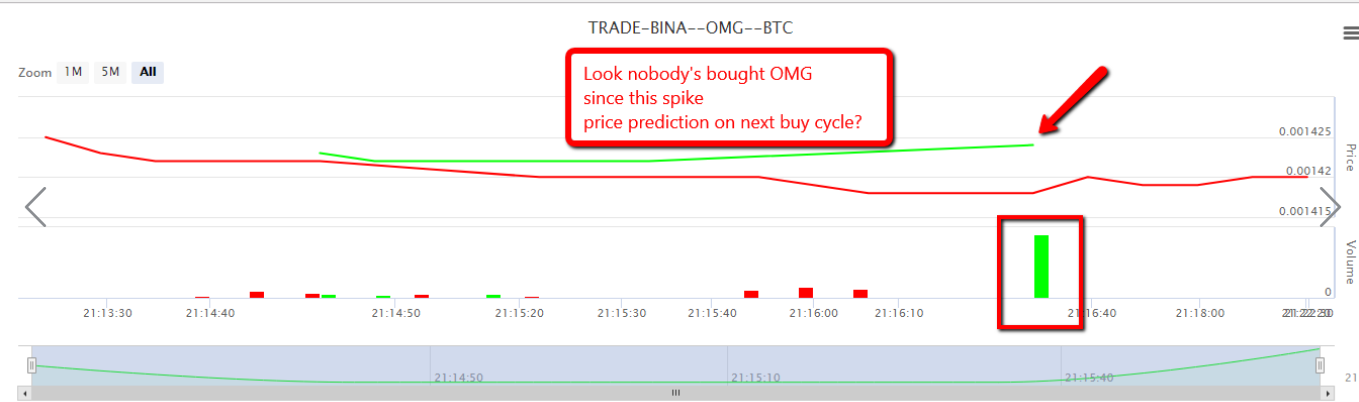 TRADE-BINA--OMG--BTC
Look nobody's bought OMG
since this spike
price prediction on next buy cycle?
Zoom 1M 5M All
0.001425
0.00142
0.001415
Price
Volume
0
21:13:30 21:14:40 21:14:50 21:15:20 21:15:30 21:15:40 21:16:00 21:16:10 21:16:40 21:18:00
21:14:50 21:15:10 21:15:40 21